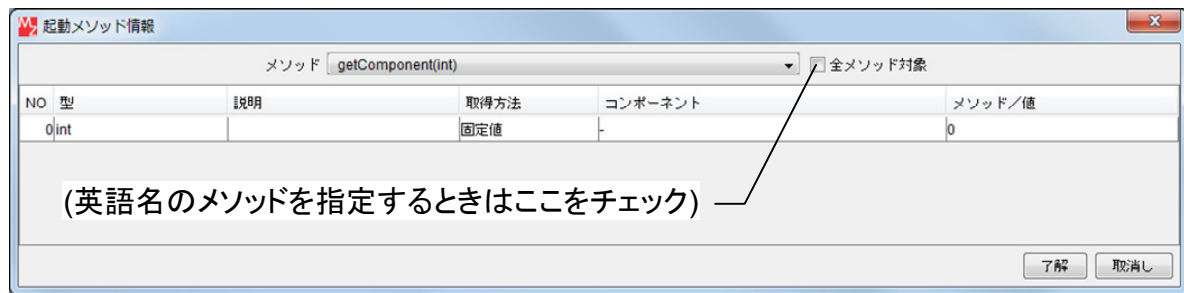 起動メソッド情報
メソッド getComponent(int) 全メソッド対象
NO 型 説明 取得方法 コンポーネント メソッド／値
0 int 固定値 - 0
(英語名のメソッドを指定するときはここをチェック)
了解 取消し